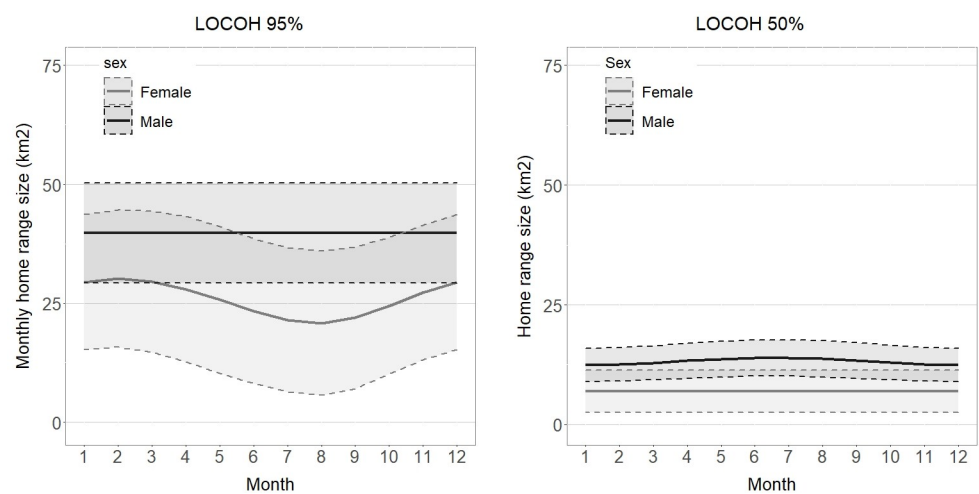 LOCOH 95%
Monthly home range size (km2)
75
50
25
0
sex
Female
Male
1 2 3 4 5 6 7 8 9 10 11 12
Month
LOCOH 50%
Home range size (km2)
75
50
25
0
Sex
Female
Male
1 2 3 4 5 6 7 8 9 10 11 12
Month